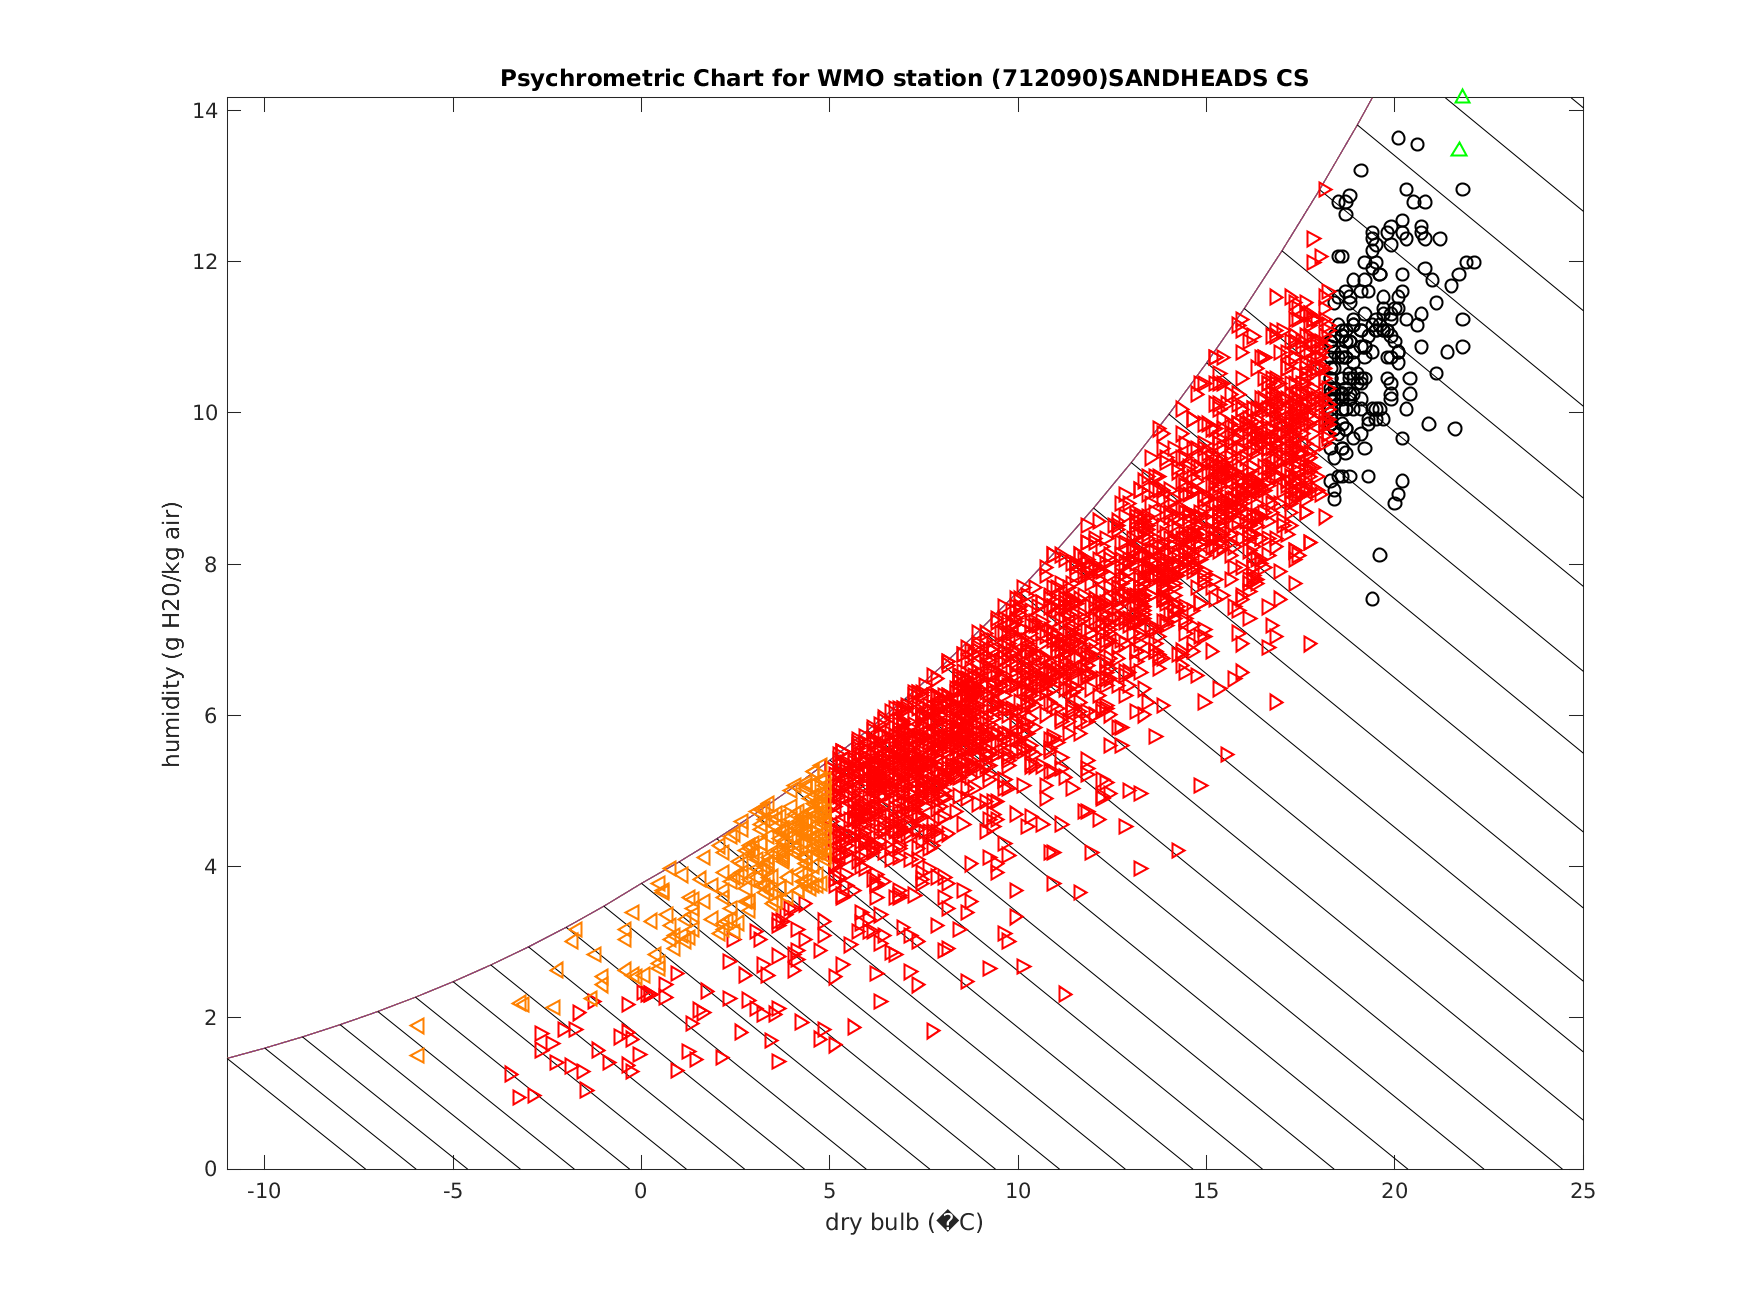 Psychrometric Chart for WMO station (712090)SANDHEADS CS
14
12
10
8
6
4
2
0
humidity (g H20/kg air)
-10 -5 0 5 10 15 20 25
dry bulb (�C)